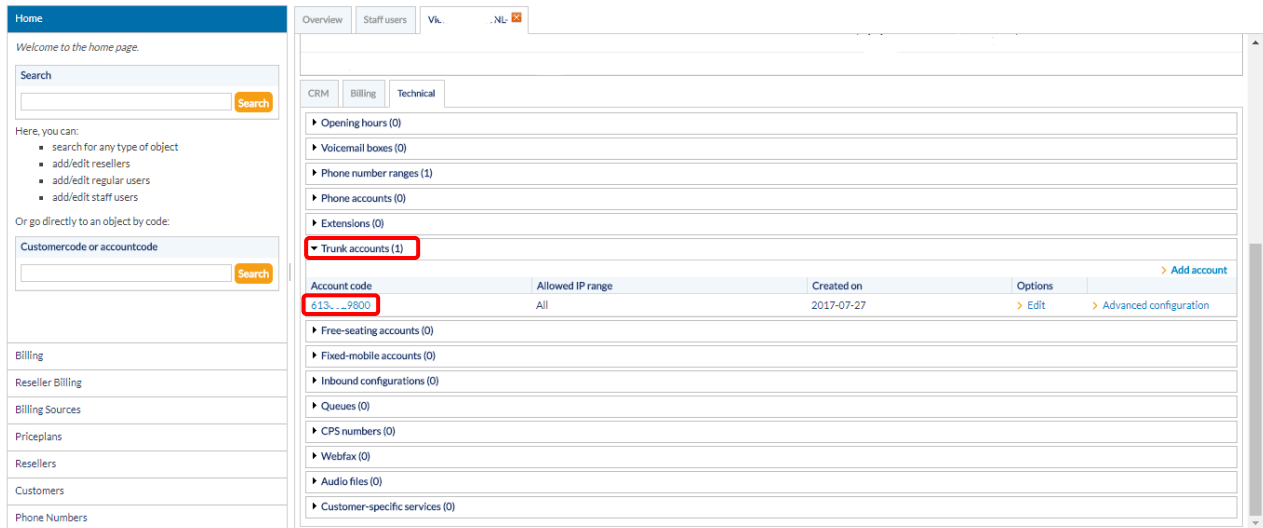 Home
Welcome to the home page.
Search
Search
Here, you can:
search for any type of object
add/edit resellers
add/edit regular users
add/edit staff users
Or go directly to an object by code:
Customercode or accountcode
Search
Billing
Reseller Billing
Billing Sources
Priceplans
Resellers
Customers
Phone Numbers
Overview Staff users
CRM Billing Technical
Opening hours (0)
Voicemail boxes (0)
Phone number ranges (1)
Phone accounts (0)
Extensions (0)
Trunk accounts (1)
> Add account
Account code Allowed IP range Created on Options
All 2017-07-27 > Edit > Advanced configuration
Free-seating accounts (0)
Fixed-mobile accounts (0)
Inbound configurations (0)
Queues (0)
CPS numbers (0)
Webfax (0)
Audio files (0)
Customer-specific services (0)